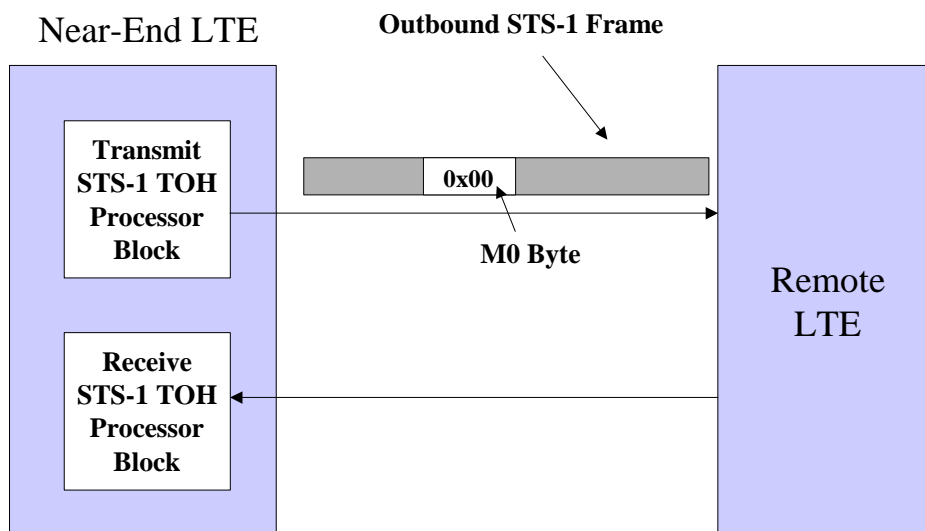 Near-End LTE
Outbound STS-1 Frame
Transmit
STS-1 TOH
Processor
Block
0x00
M0 Byte
Remote
LTE
Receive
STS-1 TOH
Processor
Block